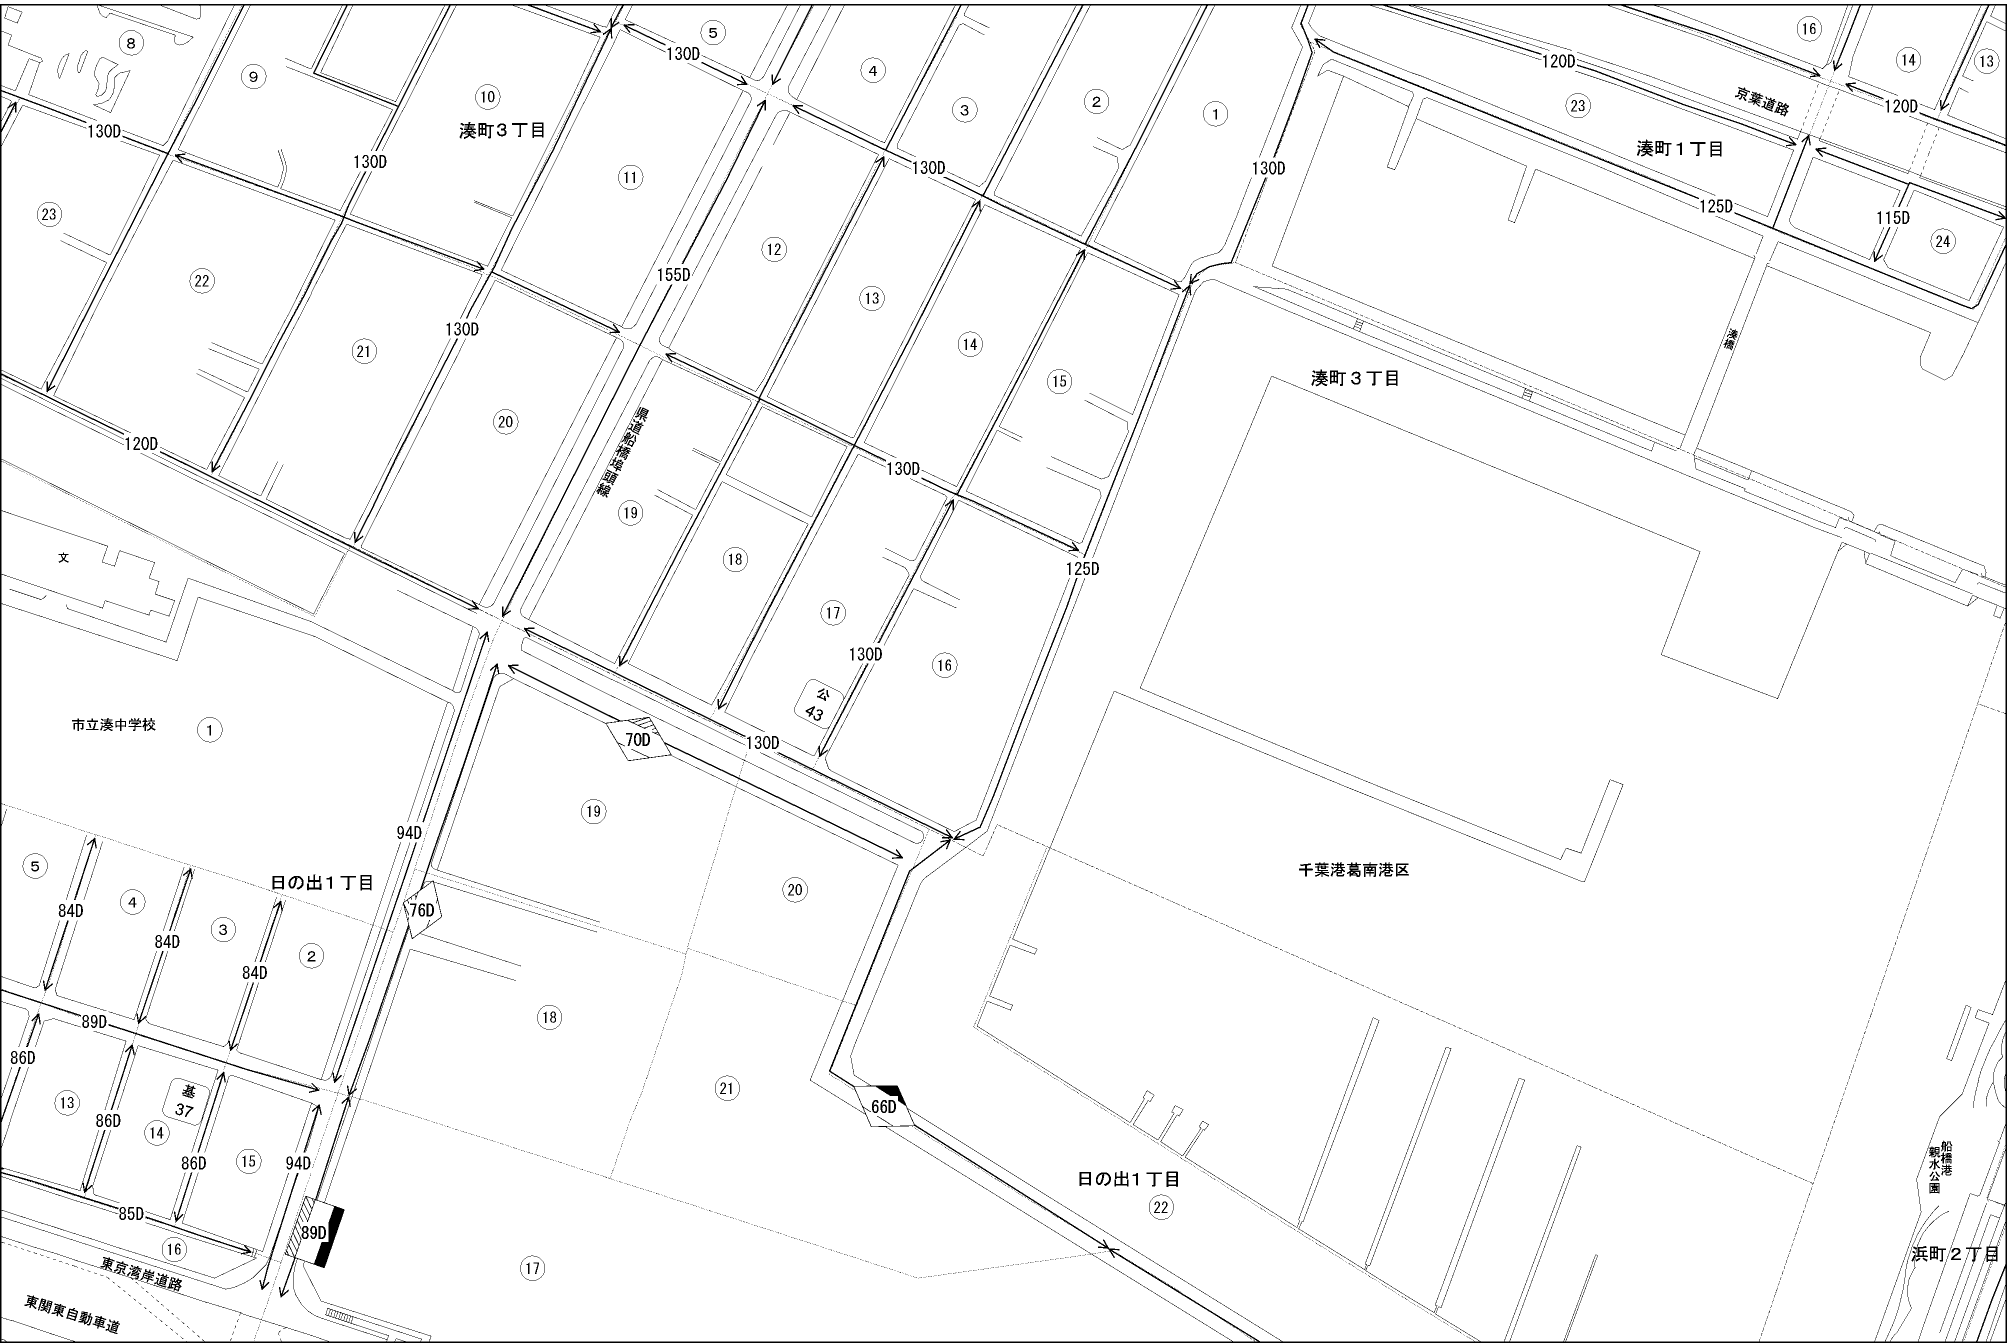 8
9
10
湊町３丁目
5
130D
4
3
2
1
16
14
13
120D
京葉道路
120D
23
湊町１丁目
130D
130D
11
130D
130D
125D
115D
24
23
22
12
155D
13
14
130D
21
15
湊橋
湊町３丁目
120D
20
県道船橋埠頭線
19
130D
文
18
125D
17
130D
16
公
43
市立湊中学校
1
70D
130D
19
94D
千葉港葛南港区
5
日の出１丁目
20
4
84D
76D
3
84D
2
84D
89D
18
86D
21
基
37
13
86D
14
66D
86D
15
94D
日の出１丁目
22
船橋港
親水公園
85D
89D
16
東京湾岸道路
17
浜町２丁目
東関東自動車道